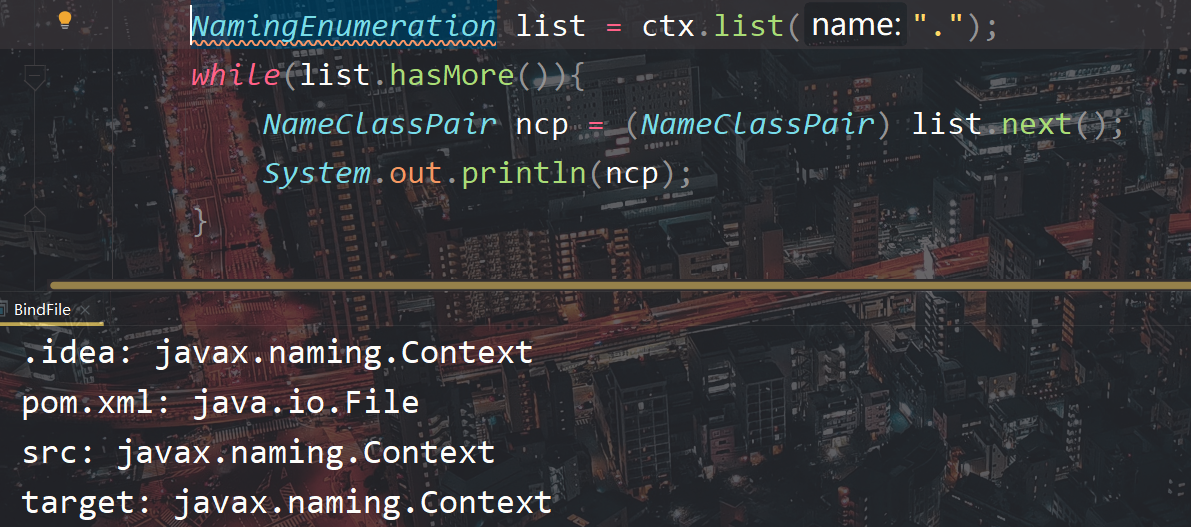 NamingEnumeration list = ctx.list( name: ".");
while(list.hasMore()){
NameClassPair ncp = (NameClassPair) list.next();
System.out.println(ncp);
}
BindFile
.idea: javax.naming.Context
pom.xml: java.io.File
src: javax.naming.Context
target: javax.naming.Context